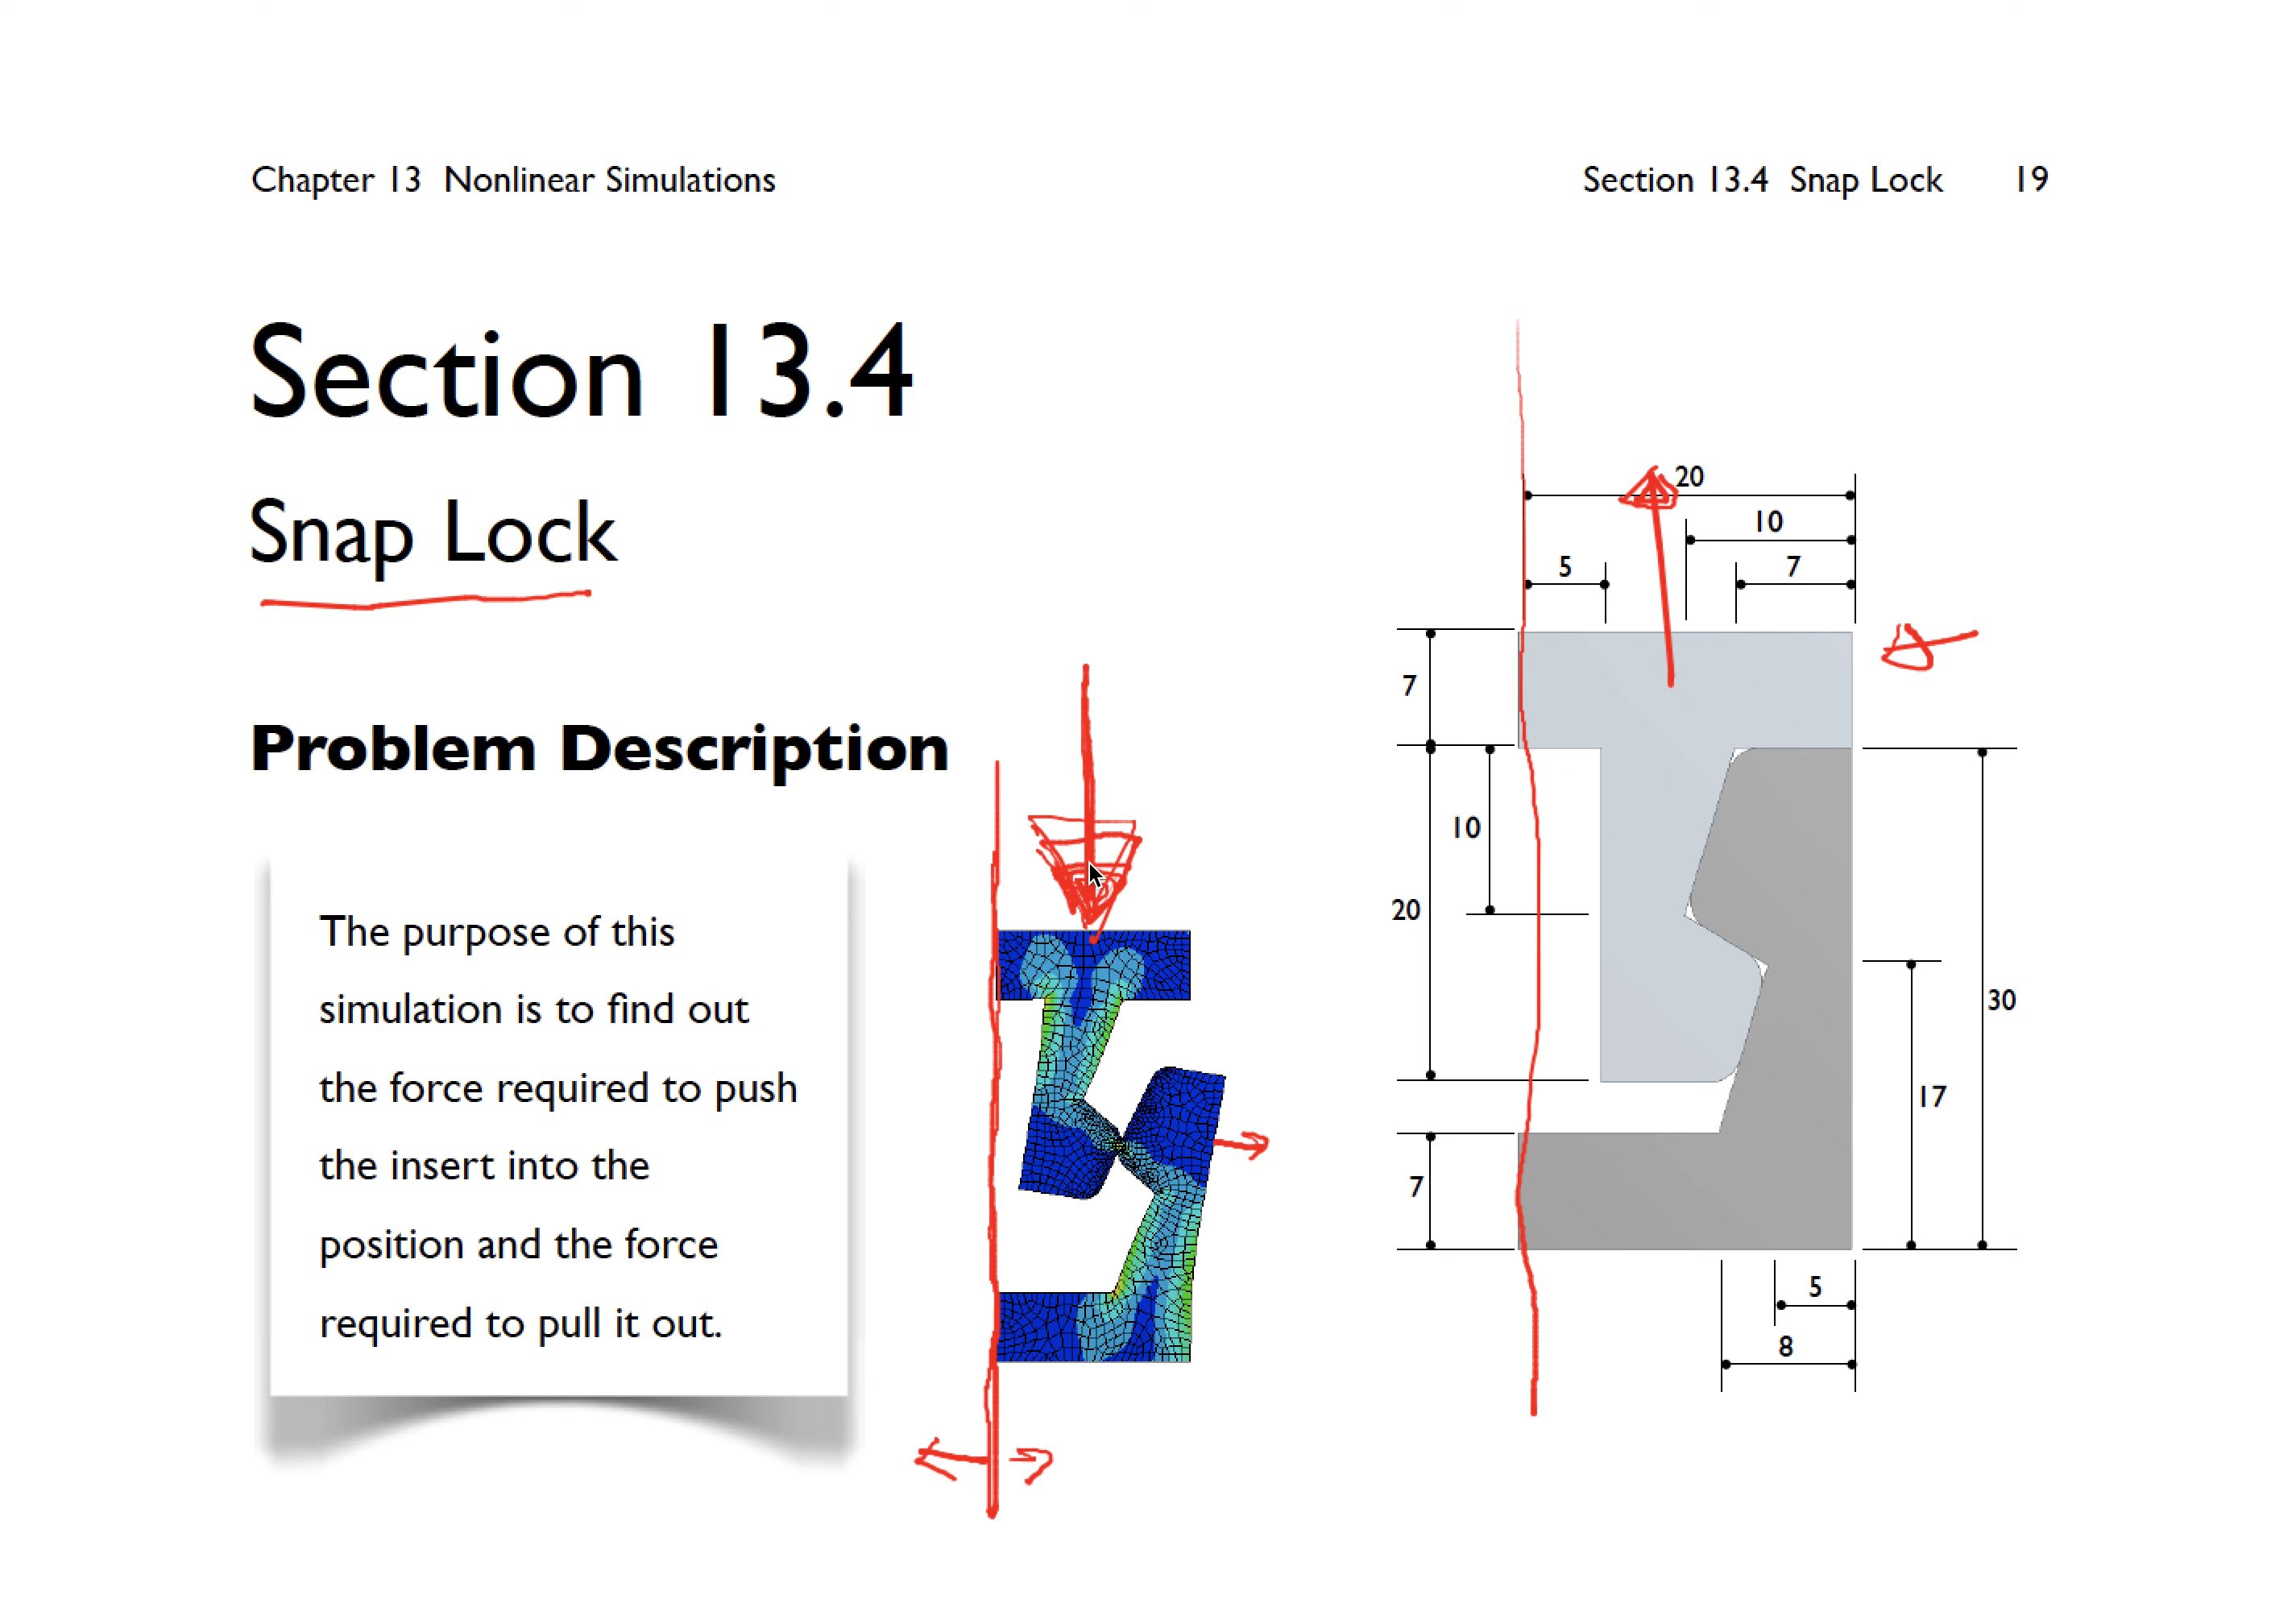 Chapter 13 Nonlinear Simulations
Section 13.4 Snap Lock 19
Section 13.4
Snap Lock
Problem Description
The purpose of this
simulation is to find out
the force required to push
the insert into the
position and the force
required to pull it out.
20
10
5
7
7
10
20
30
17
7
5
8